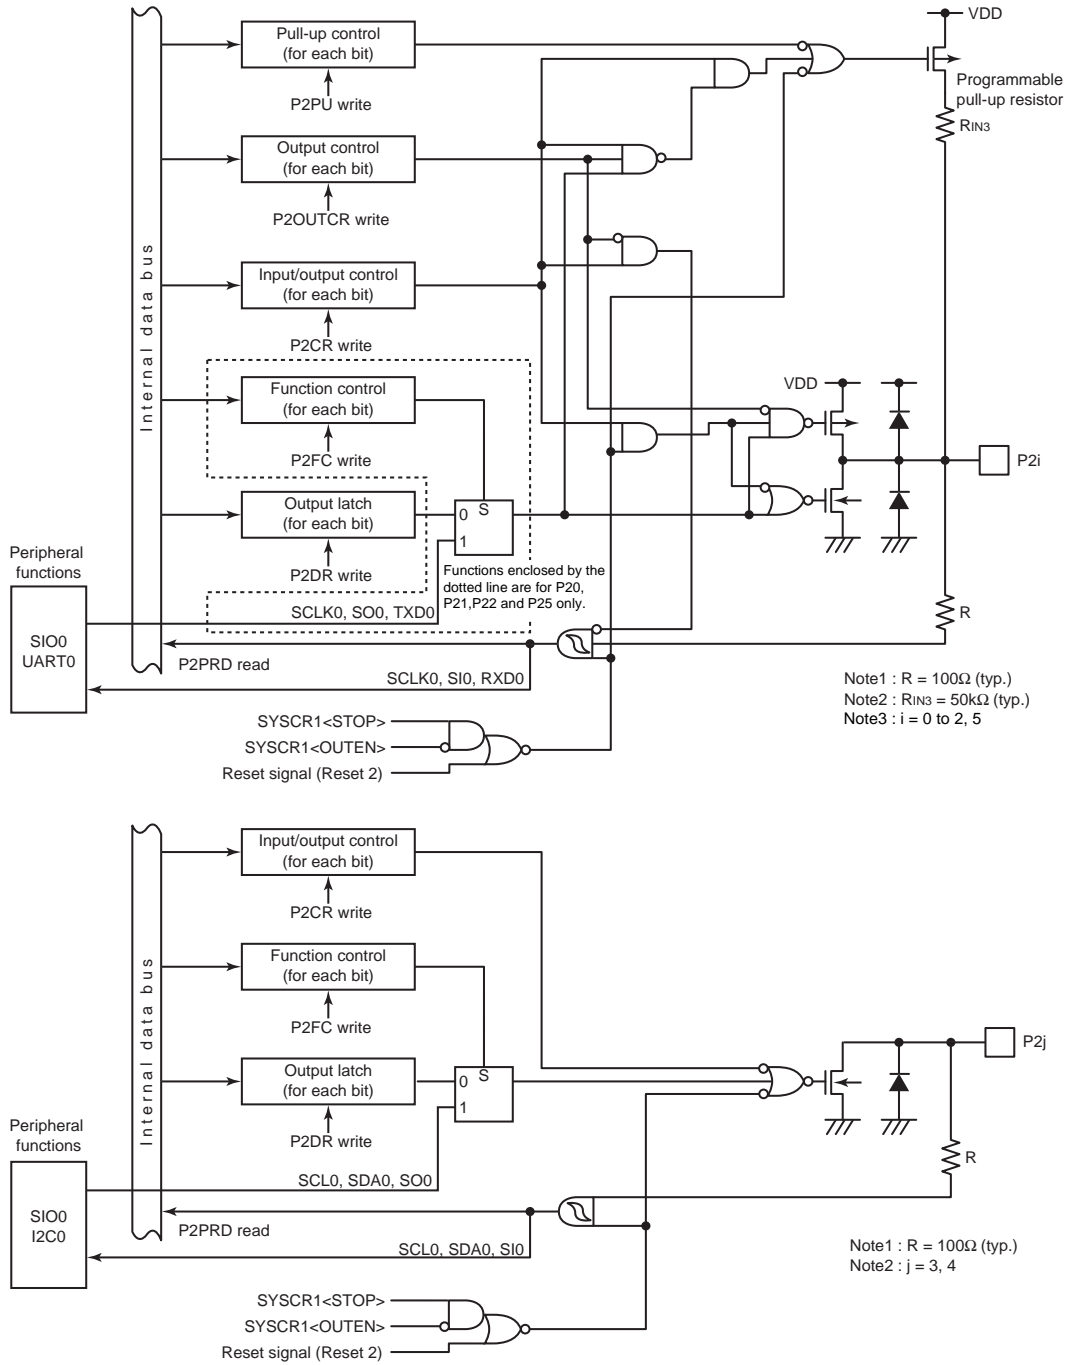 VDD
Pull-up control
(for each bit)
P2PU write
Programmable
pull-up resistor
RIN3
Output control
(for each bit)
P2OUTCR write
Internal data bus
Input/output control
(for each bit)
P2CR write
Function control
(for each bit)
P2FC write
VDD
P2i
Output latch
(for each bit)
P2DR write
0 S
1
Functions enclosed by the
dotted line are for P20,
P21,P22 and P25 only.
Peripheral
functions
SIO0
UART0
SCLK0, SO0, TXD0
R
P2PRD read
SCLK0, SI0, RXD0
Note1 : R = 100Ω (typ.)
Note2 : RIN3 = 50kΩ (typ.)
Note3 : i = 0 to 2, 5
SYSCR1<STOP>
SYSCR1<OUTEN>
Reset signal (Reset 2)
Internal data bus
Input/output control
(for each bit)
P2CR write
Function control
(for each bit)
P2FC write
P2j
Output latch
(for each bit)
P2DR write
0 S
1
Peripheral
functions
SIO0
I2C0
SCL0, SDA0, SO0
R
P2PRD read
SCL0, SDA0, SI0
Note1 : R = 100Ω (typ.)
Note2 : j = 3, 4
SYSCR1<STOP>
SYSCR1<OUTEN>
Reset signal (Reset 2)